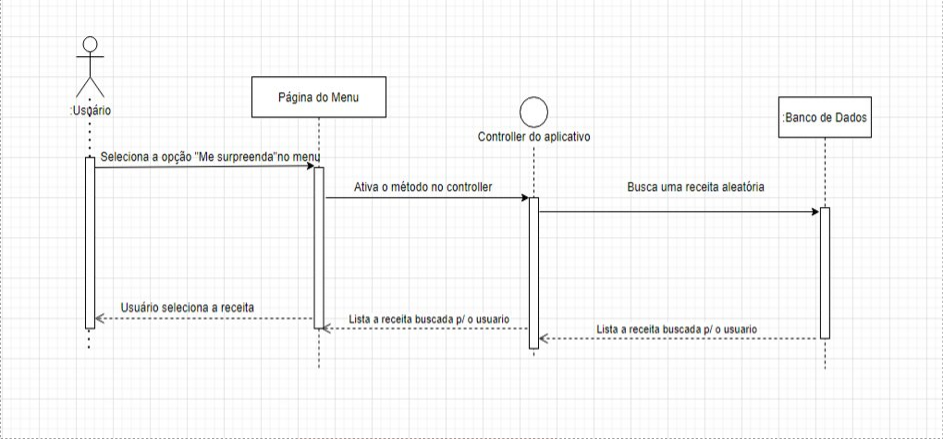 :Usuário
Página do Menu
Controller do aplicativo
:Banco de Dados
Seleciona a opção "Me surpreenda"no menu
Ativa o método no controller
Busca uma receita aleatória
Usuário seleciona a receita
Lista a receita buscada p/ o usuario
Lista a receita buscada p/ o usuario